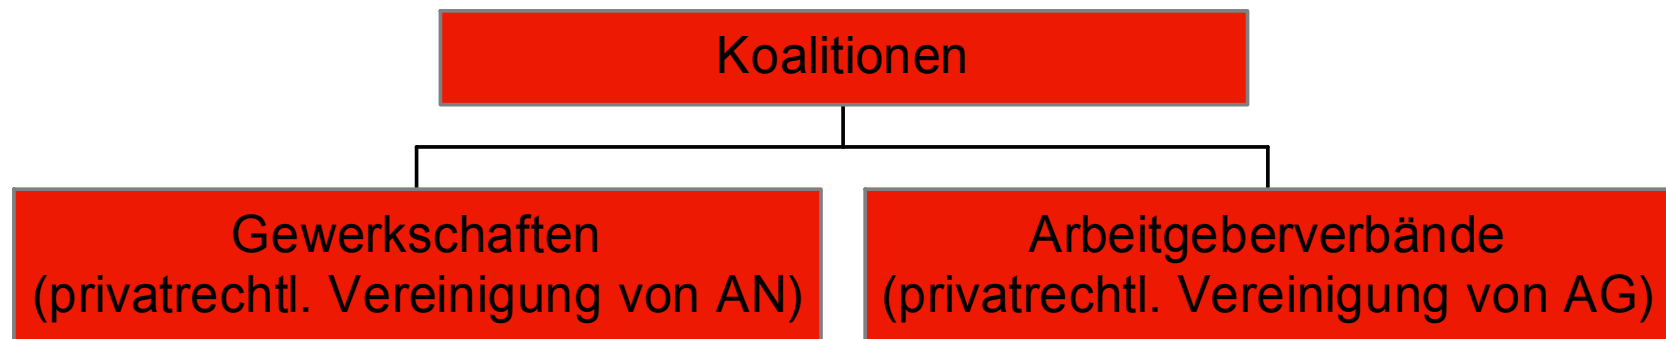 Koalitionen
Gewerkschaften
(privatrechtl. Vereinigung von AN)
Arbeitgeberverbände
(privatrechtl. Vereinigung von AG)